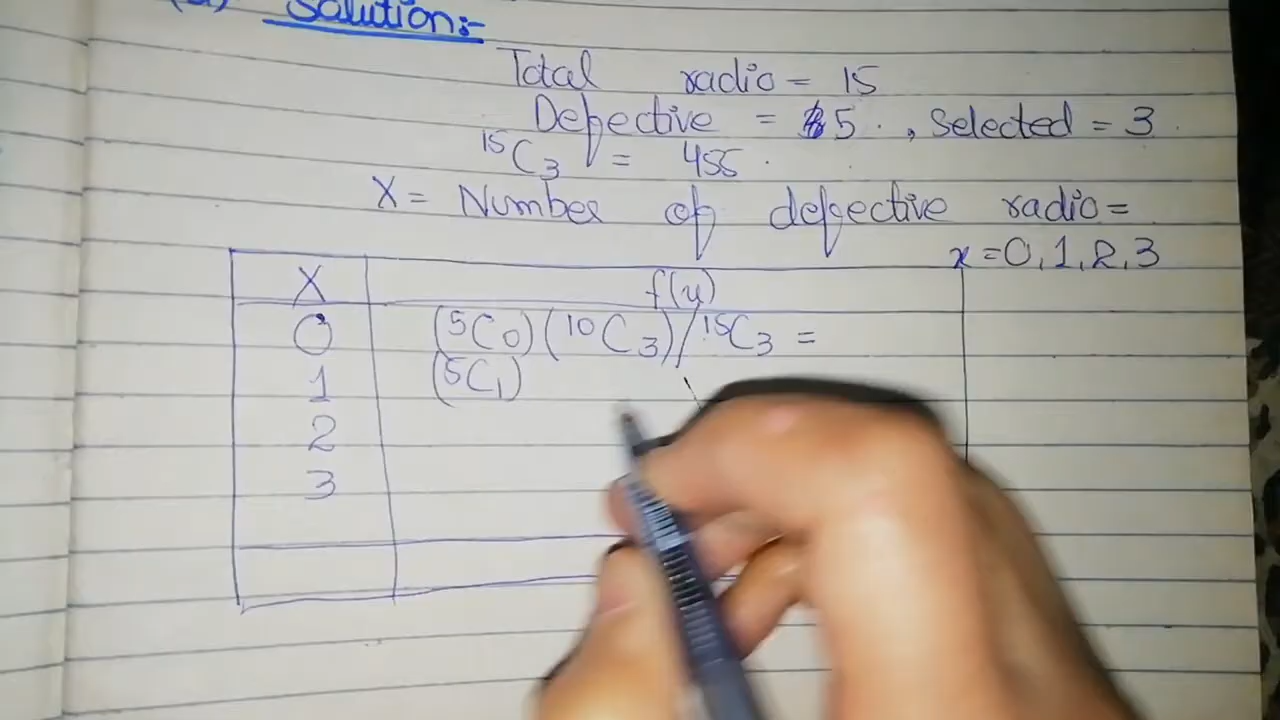 Solution:-
Total radio = 15
Defective = 5 , Selected = 3
¹⁵C₃ = 455
X = Number of defective radio =
x = 0, 1, 2, 3
X f(x)
0 (⁵C₀)(¹⁰C₃)/¹⁵C₃ =
1 (⁵C₁)
2
3